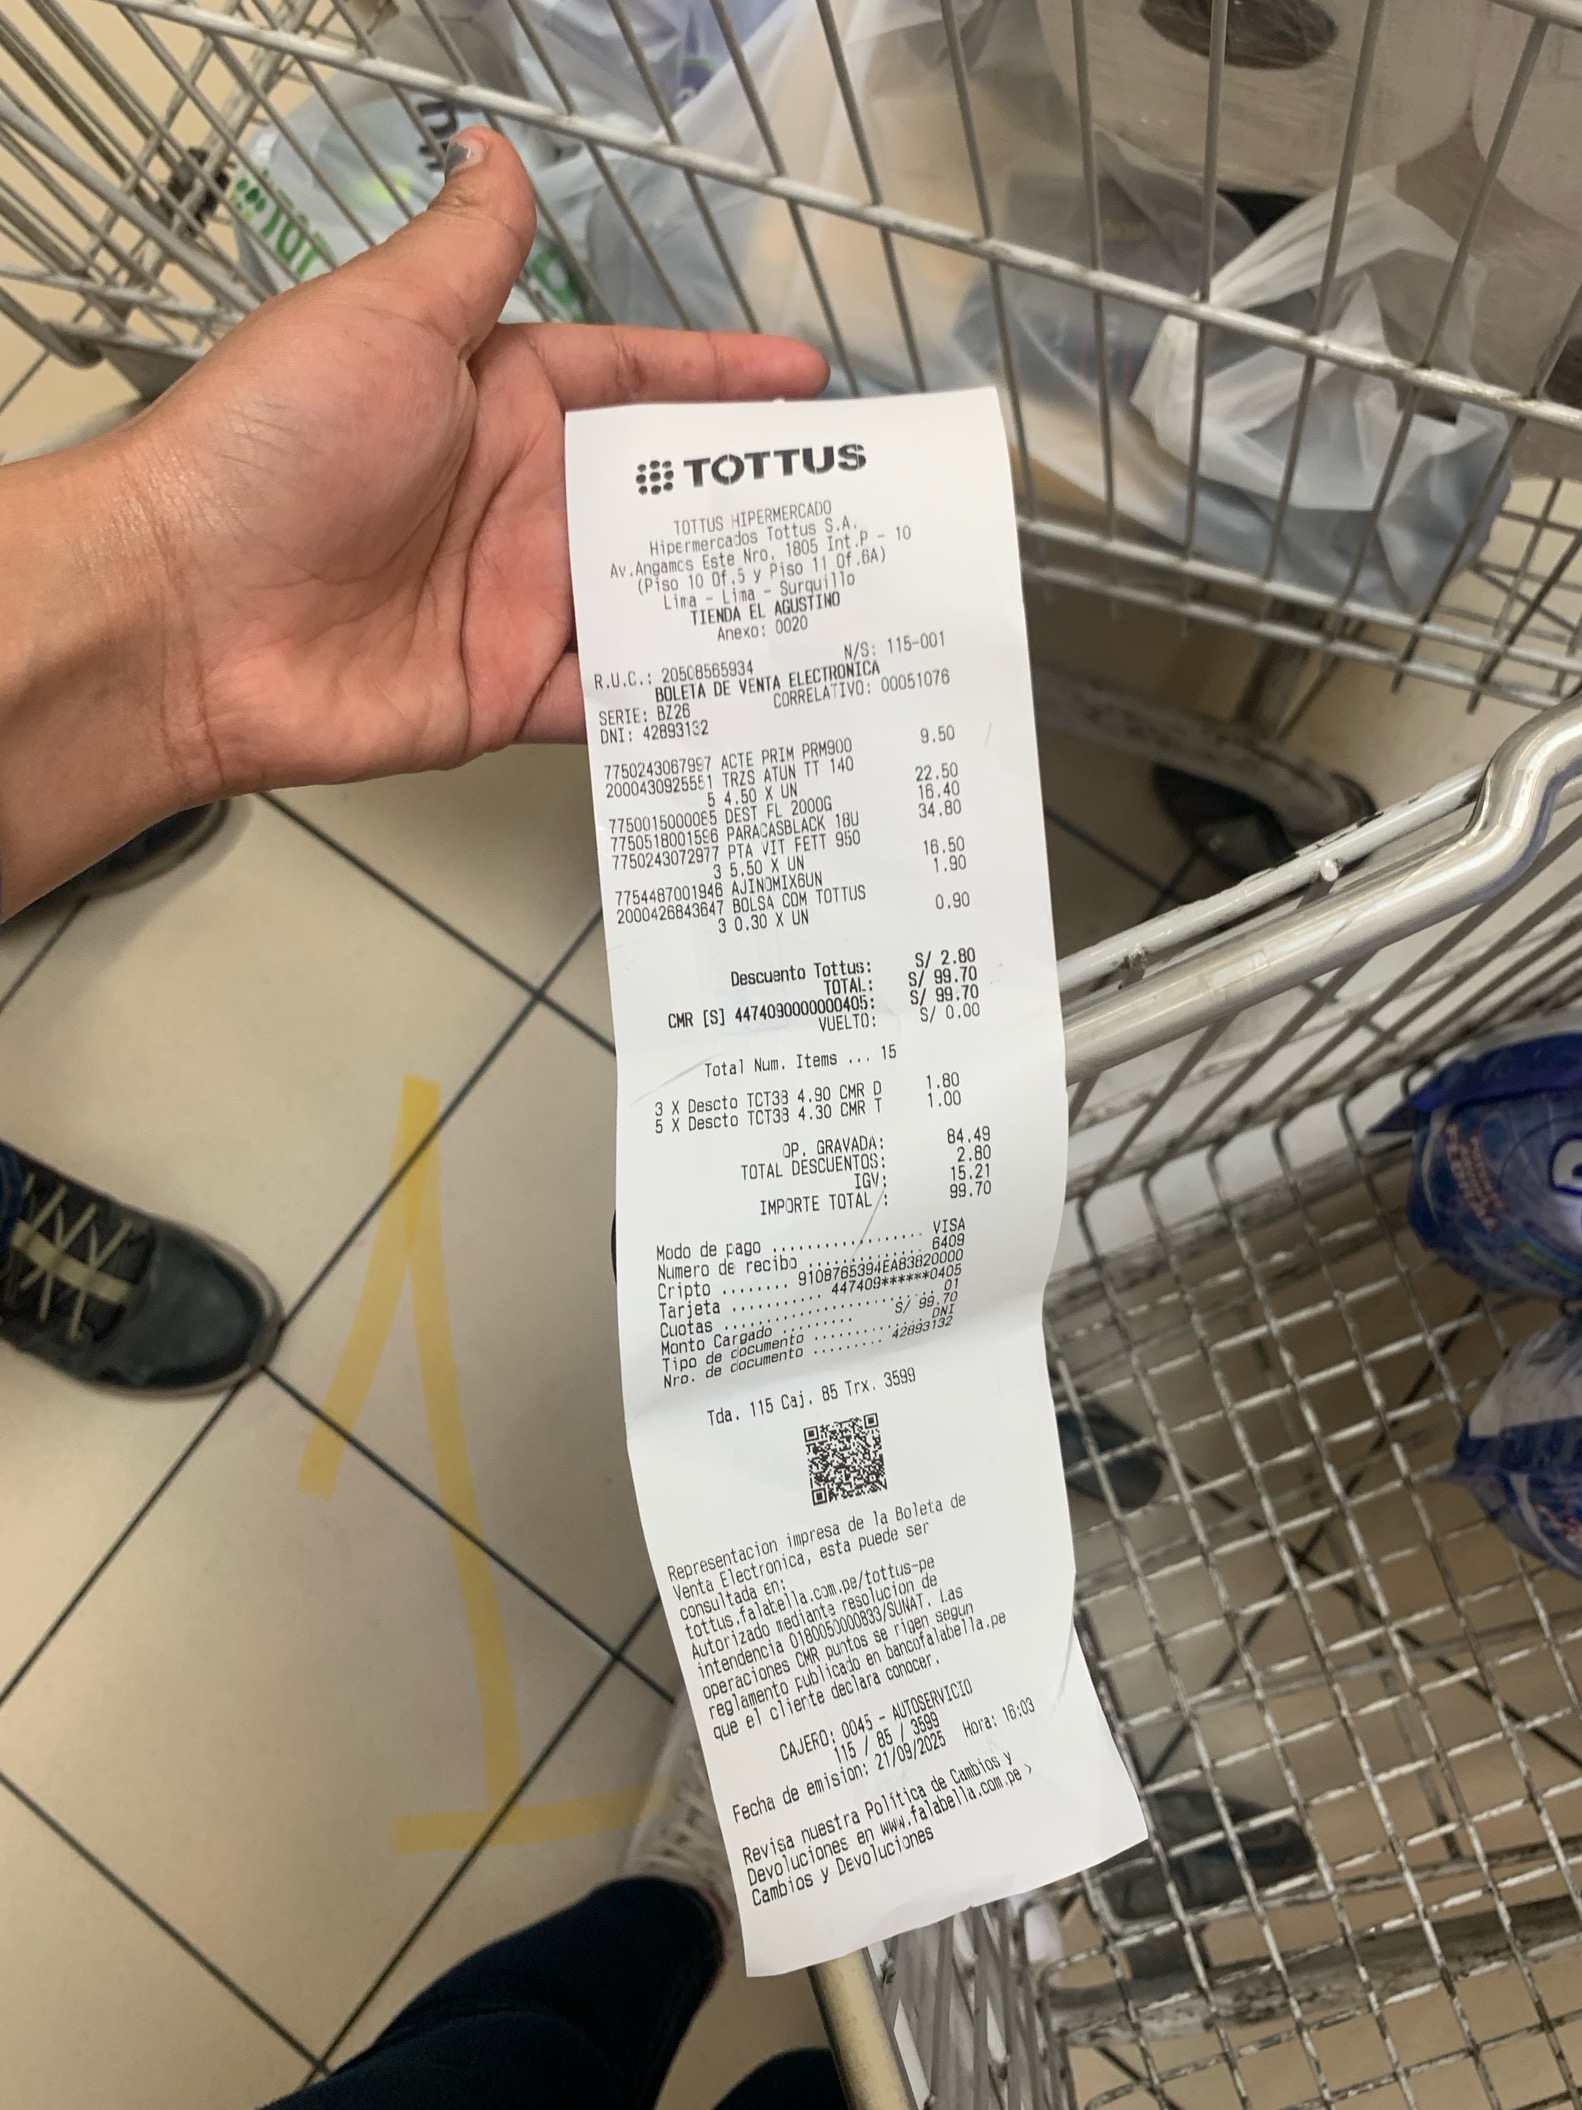 TOTTUS
TOTTUS HIPERMERCADO
Hipermercados Tottus S.A.
Av.Angamos Este Nro. 1805 Int.P - 10
(Piso 10 Of.5 y Piso 11 Of.6A)
Lima - Lima - Surquillo
TIENDA EL AGUSTINO
Anexo: 0020
R.U.C.: 20508565934 N/S: 115-001
BOLETA DE VENTA ELECTRONICA
SERIE: BZ26 CORRELATIVO: 00051076
DNI: 42893132
7750243067997 ACTE PRIM PRM900 9.50
2000430925551 TRZS ATUN TT 140
5 4.50 X UN 22.50
7750015000065 DEST FL 2000G 16.40
7750518001596 PARACASBLACK 18U 34.80
7750243072977 PTA VIT FETT 950
3 5.50 X UN 16.50
7754487001946 AJINOMIX6UN 1.90
2000426843647 BOLSA COM TOTTUS
3 0.30 X UN 0.90
Descuento Tottus: S/ 2.80
TOTAL: S/ 99.70
CMR [S] 4474090000000405: S/ 99.70
VUELTO: S/ 0.00
Total Num. Items ... 15
3 X Descto TCT33 4.90 CMR D 1.80
5 X Descto TCT33 4.30 CMR T 1.00
OP. GRAVADA: 84.49
TOTAL DESCUENTOS: 2.80
IGV: 15.21
IMPORTE TOTAL : 99.70
Modo de pago .................. VISA
Numero de recibo .............. 6409
Cripto ........ 9108765394EA83820000
Tarjeta ........... 447409******0405
Cuotas ...................... 01
Monto Cargado ......... S/ 99.70
Tipo de documento ............ DNI
Nro. de documento ......... 42893132
Tda. 115 Caj. 85 Trx. 3599
Representacion impresa de la Boleta de
Venta Electronica, esta puede ser
consultada en:
tottus.falabella.com.pe/tottus-pe
Autorizado mediante resolucion de
intendencia 0180050000833/SUNAT. Las
operaciones CMR puntos se rigen segun
reglamento publicado en bancofalabella.pe
que el cliente declara conocer.
CAJERO: 0045 - AUTOSERVICIO
115 / 85 / 3599
Fecha de emision: 21/09/2025 Hora: 16:03
Revisa nuestra Política de Cambios y
Devoluciones en www.falabella.com.pe >
Cambios y Devoluciones
1